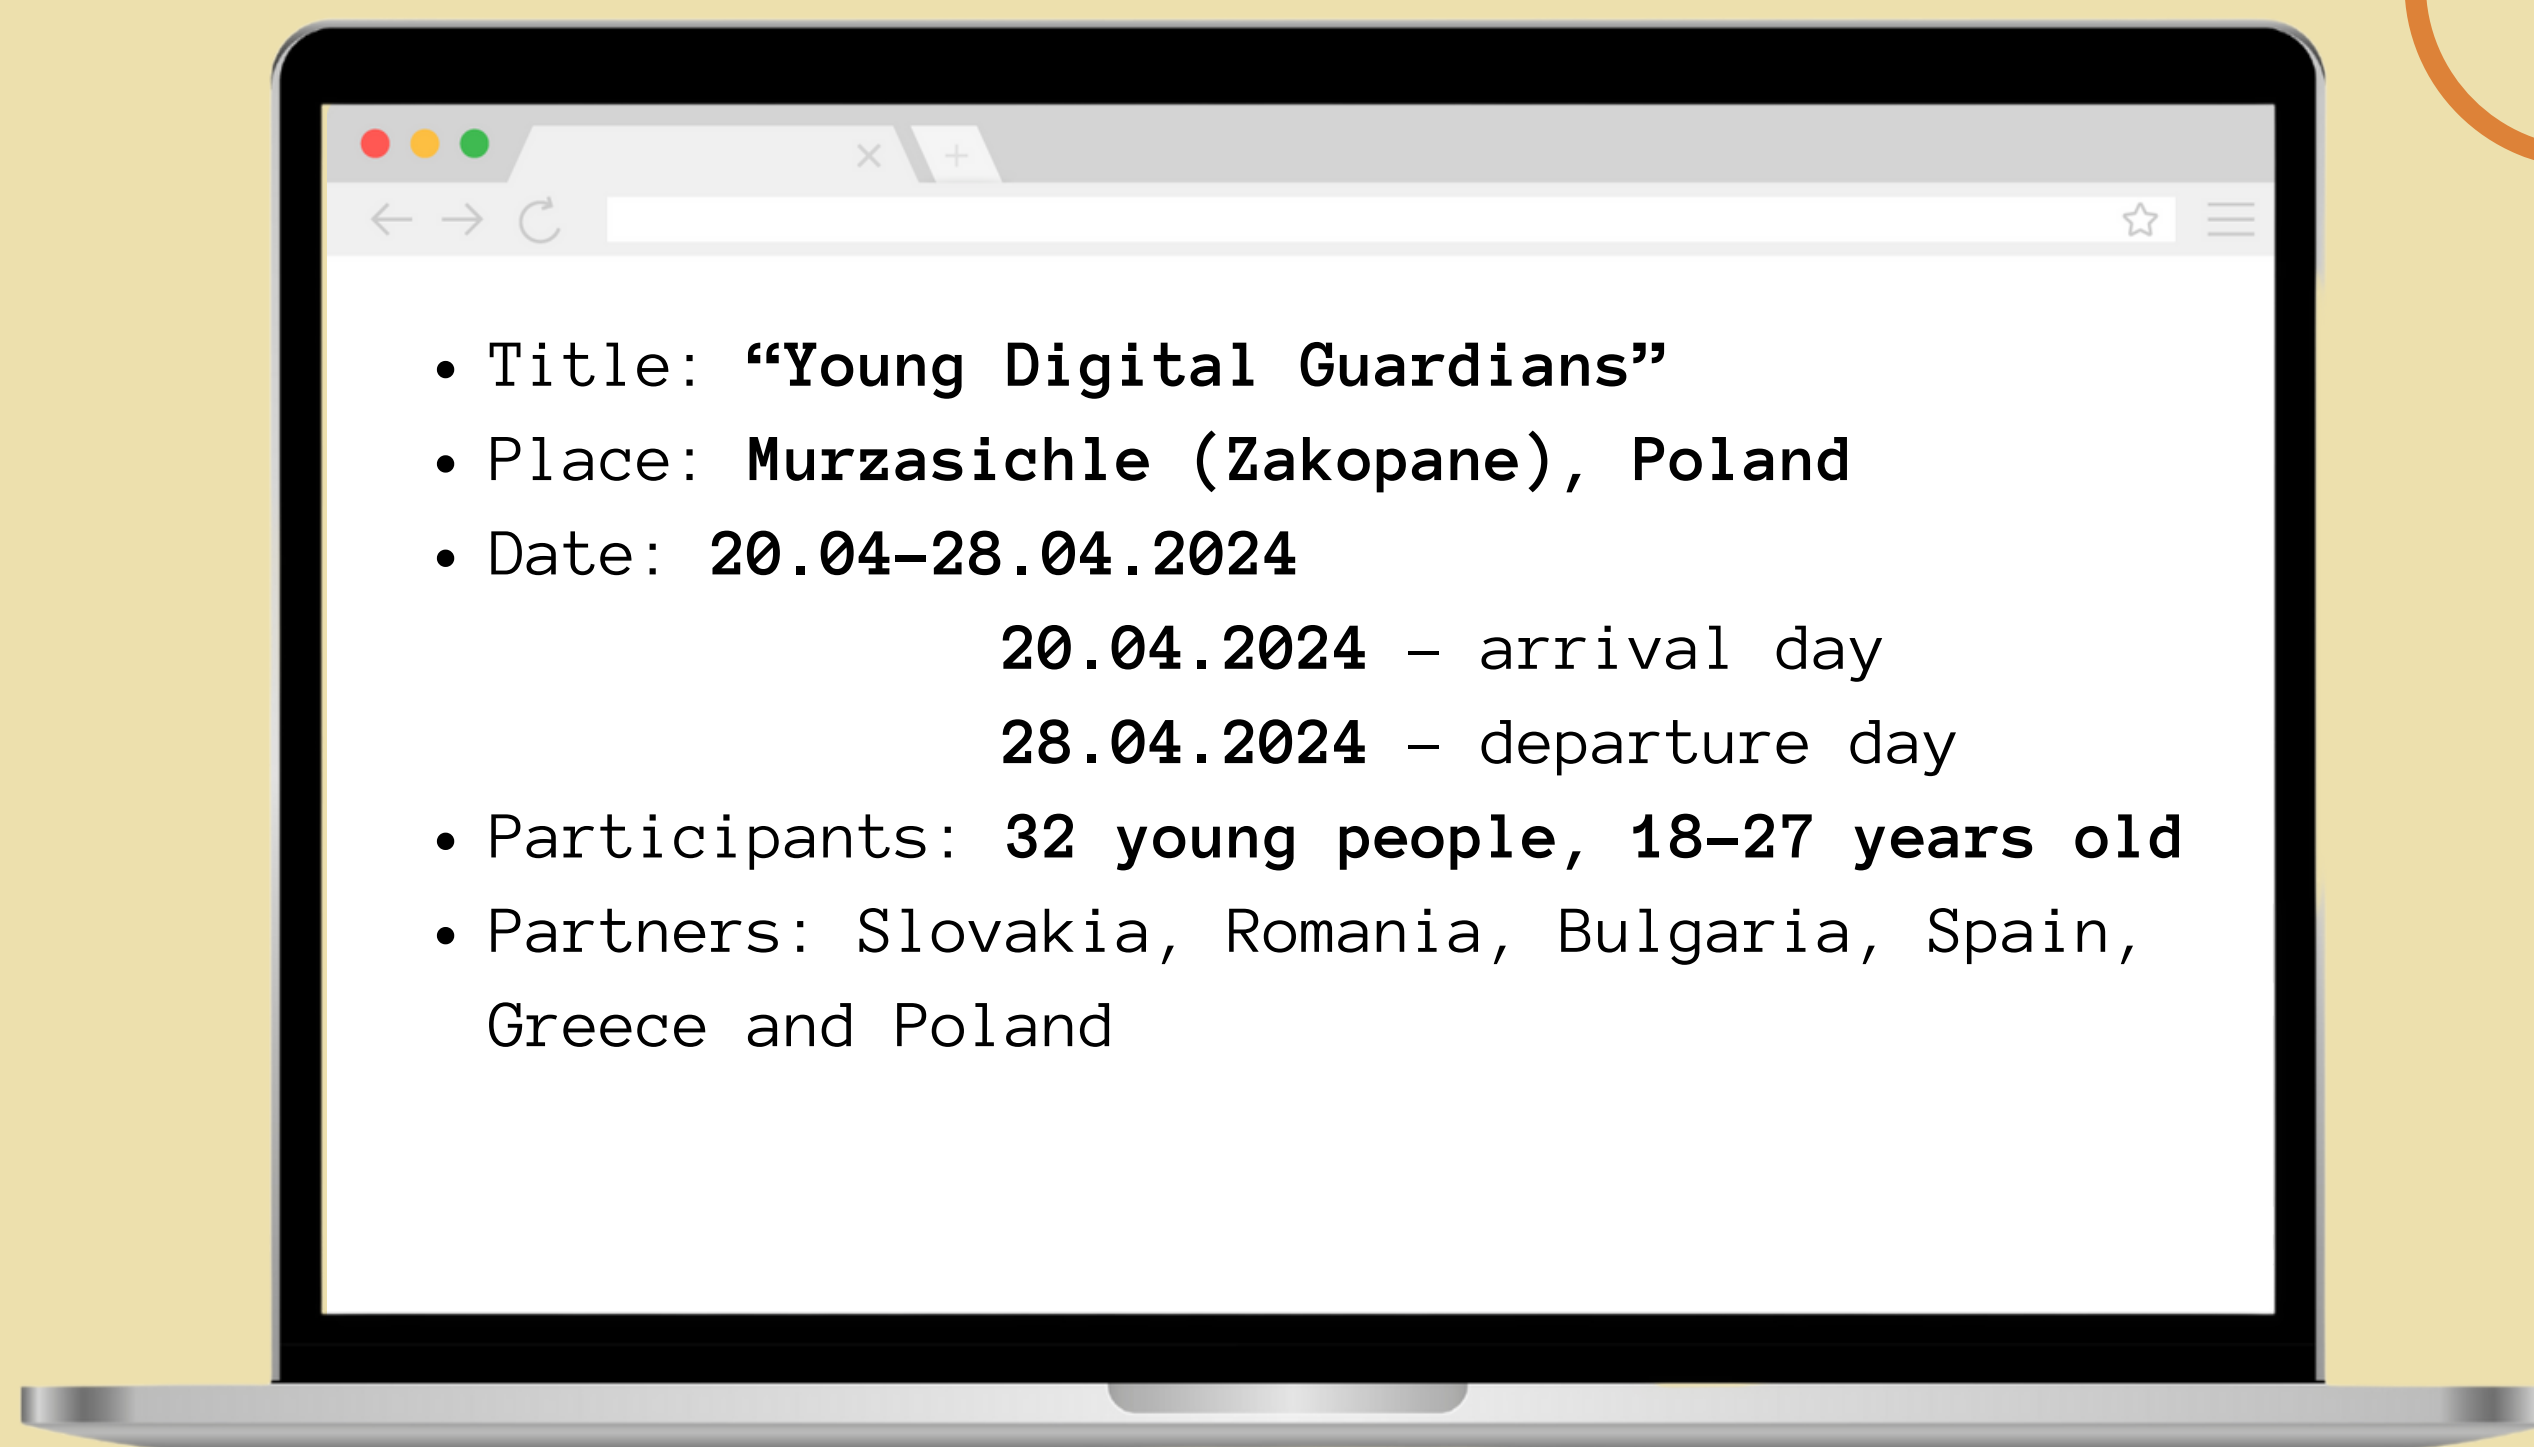 • Title: “Young Digital Guardians”
• Place: Murzasichle (Zakopane), Poland
• Date: 20.04–28.04.2024
20.04.2024 – arrival day
28.04.2024 – departure day
• Participants: 32 young people, 18–27 years old
• Partners: Slovakia, Romania, Bulgaria, Spain,
Greece and Poland